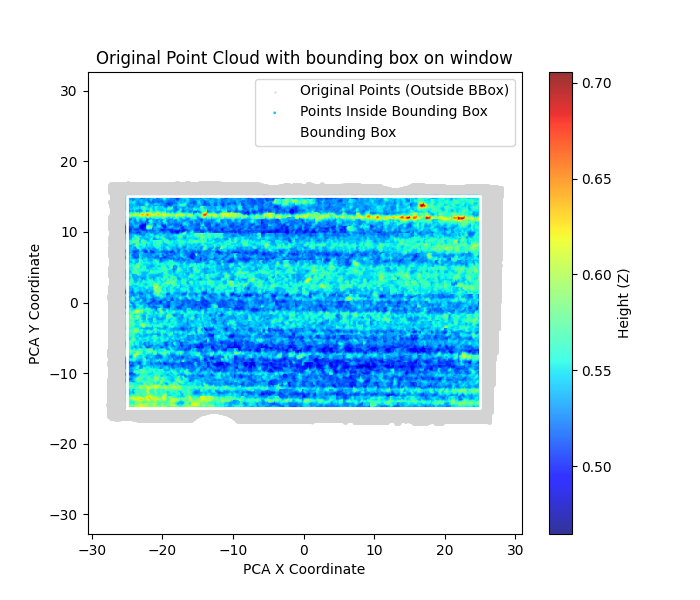 Original Point Cloud with bounding box on window
Original Points (Outside BBox)
Points Inside Bounding Box
Bounding Box
30
20
10
0
−10
−20
−30
PCA Y Coordinate
−30
−20
−10
0
10
20
30
PCA X Coordinate
0.70
0.65
0.60
0.55
0.50
Height (Z)